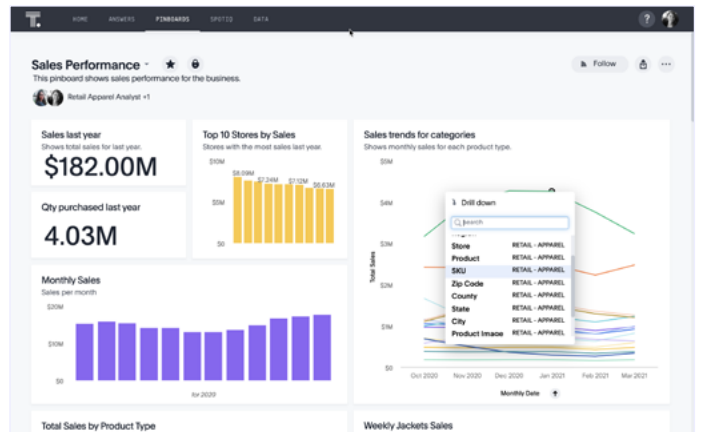 HOME ANSWERS PINBOARDS SPOTIQ DATA ?
Sales Performance
This pinboard shows sales performance for the business.
Retail Apparel Analyst +1
Follow
Sales last year
Shows total sales for last year.
$182.00M
Qty purchased last year
4.03M
Top 10 Stores by Sales
Stores with the most sales last year.
$10M
$5M
$0
$8.09M $7.24M $7.12M $6.63M
Sales trends for categories
Shows monthly sales for each product type.
$5M
$4M
$3M
$2M
$1M
$0
Total Sales
Oct 2020 Nov 2020 Dec 2020 Jan 2021 Feb 2021 Mar 2021
Monthly Date
Drill down
Search
Store RETAIL - APPAREL
Product RETAIL - APPAREL
SKU RETAIL - APPAREL
Zip Code RETAIL - APPAREL
County RETAIL - APPAREL
State RETAIL - APPAREL
City RETAIL - APPAREL
Product Image RETAIL - APPAREL
Monthly Sales
Sales per month
$20M
$10M
$0
for 2020
Total Sales by Product Type
Weekly Jackets Sales